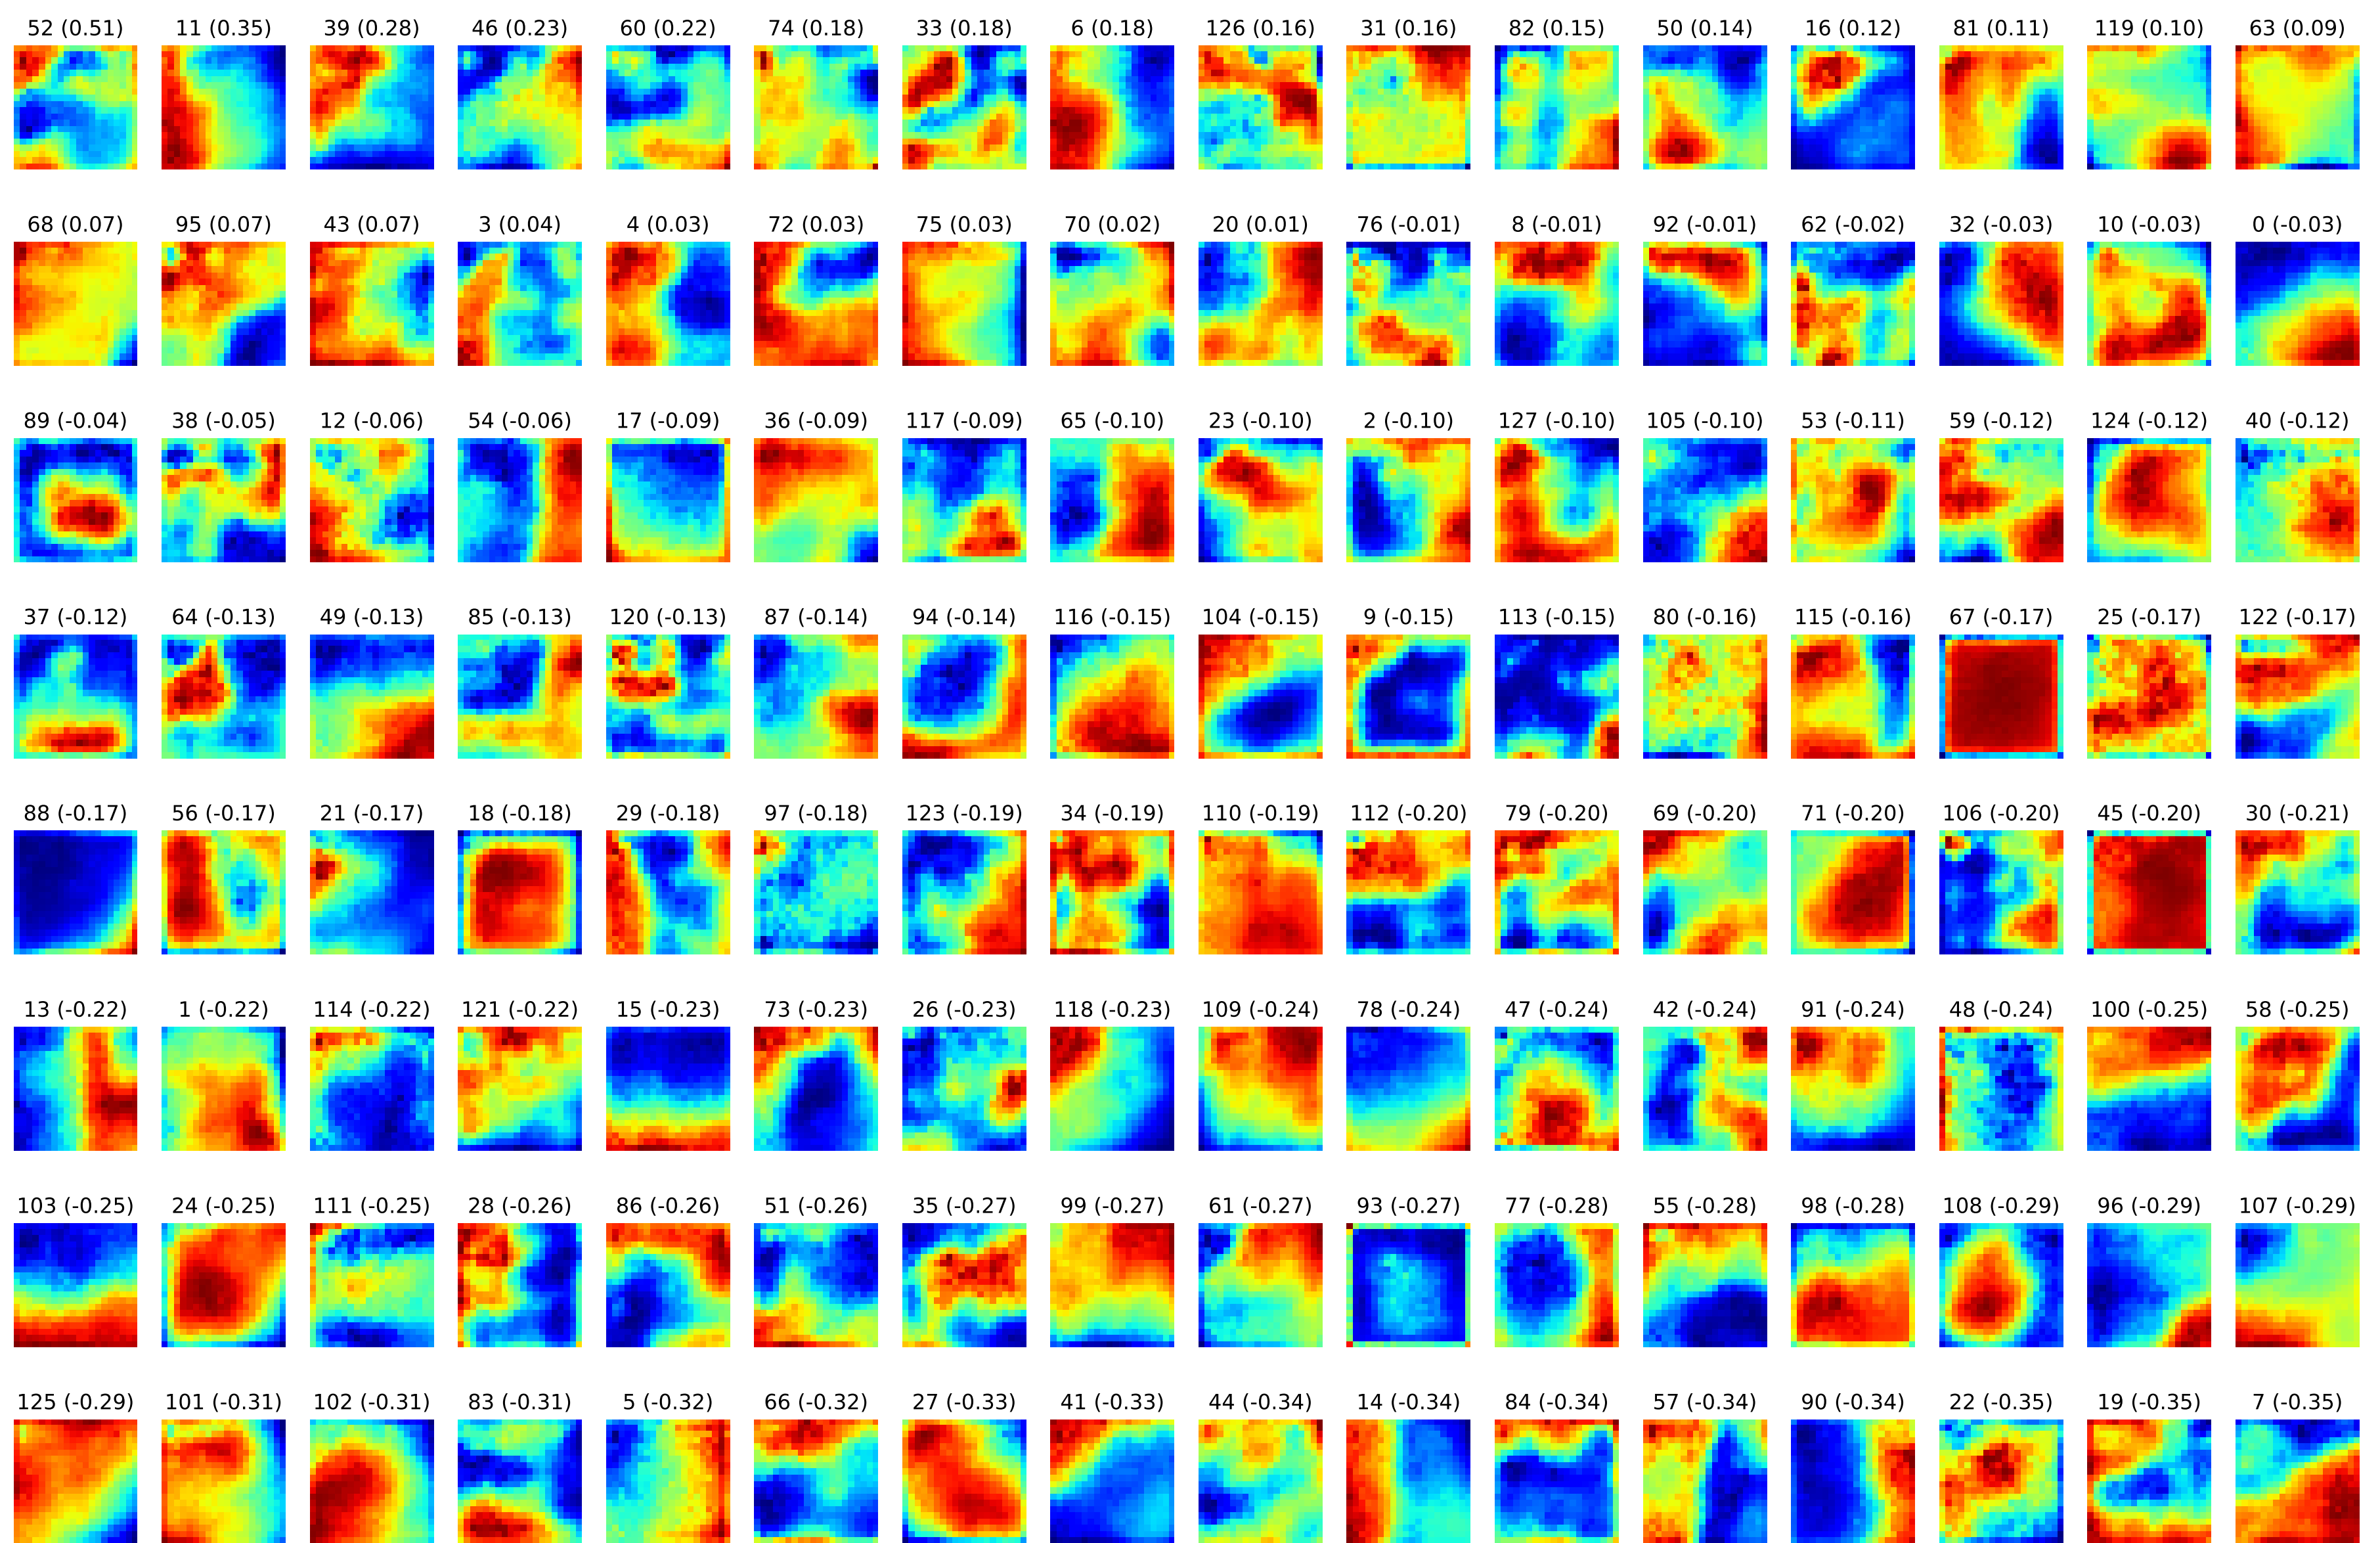 52 (0.51) 11 (0.35) 39 (0.28) 46 (0.23) 60 (0.22) 74 (0.18) 33 (0.18) 6 (0.18) 126 (0.16) 31 (0.16) 82 (0.15) 50 (0.14) 16 (0.12) 81 (0.11) 119 (0.10) 63 (0.09)
68 (0.07) 95 (0.07) 43 (0.07) 3 (0.04) 4 (0.03) 72 (0.03) 75 (0.03) 70 (0.02) 20 (0.01) 76 (-0.01) 8 (-0.01) 92 (-0.01) 62 (-0.02) 32 (-0.03) 10 (-0.03) 0 (-0.03)
89 (-0.04) 38 (-0.05) 12 (-0.06) 54 (-0.06) 17 (-0.09) 36 (-0.09) 117 (-0.09) 65 (-0.10) 23 (-0.10) 2 (-0.10) 127 (-0.10) 105 (-0.10) 53 (-0.11) 59 (-0.12) 124 (-0.12) 40 (-0.12)
37 (-0.12) 64 (-0.13) 49 (-0.13) 85 (-0.13) 120 (-0.13) 87 (-0.14) 94 (-0.14) 116 (-0.15) 104 (-0.15) 9 (-0.15) 113 (-0.15) 80 (-0.16) 115 (-0.16) 67 (-0.17) 25 (-0.17) 122 (-0.17)
88 (-0.17) 56 (-0.17) 21 (-0.17) 18 (-0.18) 29 (-0.18) 97 (-0.18) 123 (-0.19) 34 (-0.19) 110 (-0.19) 112 (-0.20) 79 (-0.20) 69 (-0.20) 71 (-0.20) 106 (-0.20) 45 (-0.20) 30 (-0.21)
13 (-0.22) 1 (-0.22) 114 (-0.22) 121 (-0.22) 15 (-0.23) 73 (-0.23) 26 (-0.23) 118 (-0.23) 109 (-0.24) 78 (-0.24) 47 (-0.24) 42 (-0.24) 91 (-0.24) 48 (-0.24) 100 (-0.25) 58 (-0.25)
103 (-0.25) 24 (-0.25) 111 (-0.25) 28 (-0.26) 86 (-0.26) 51 (-0.26) 35 (-0.27) 99 (-0.27) 61 (-0.27) 93 (-0.27) 77 (-0.28) 55 (-0.28) 98 (-0.28) 108 (-0.29) 96 (-0.29) 107 (-0.29)
125 (-0.29) 101 (-0.31) 102 (-0.31) 83 (-0.31) 5 (-0.32) 66 (-0.32) 27 (-0.33) 41 (-0.33) 44 (-0.34) 14 (-0.34) 84 (-0.34) 57 (-0.34) 90 (-0.34) 22 (-0.35) 19 (-0.35) 7 (-0.35)